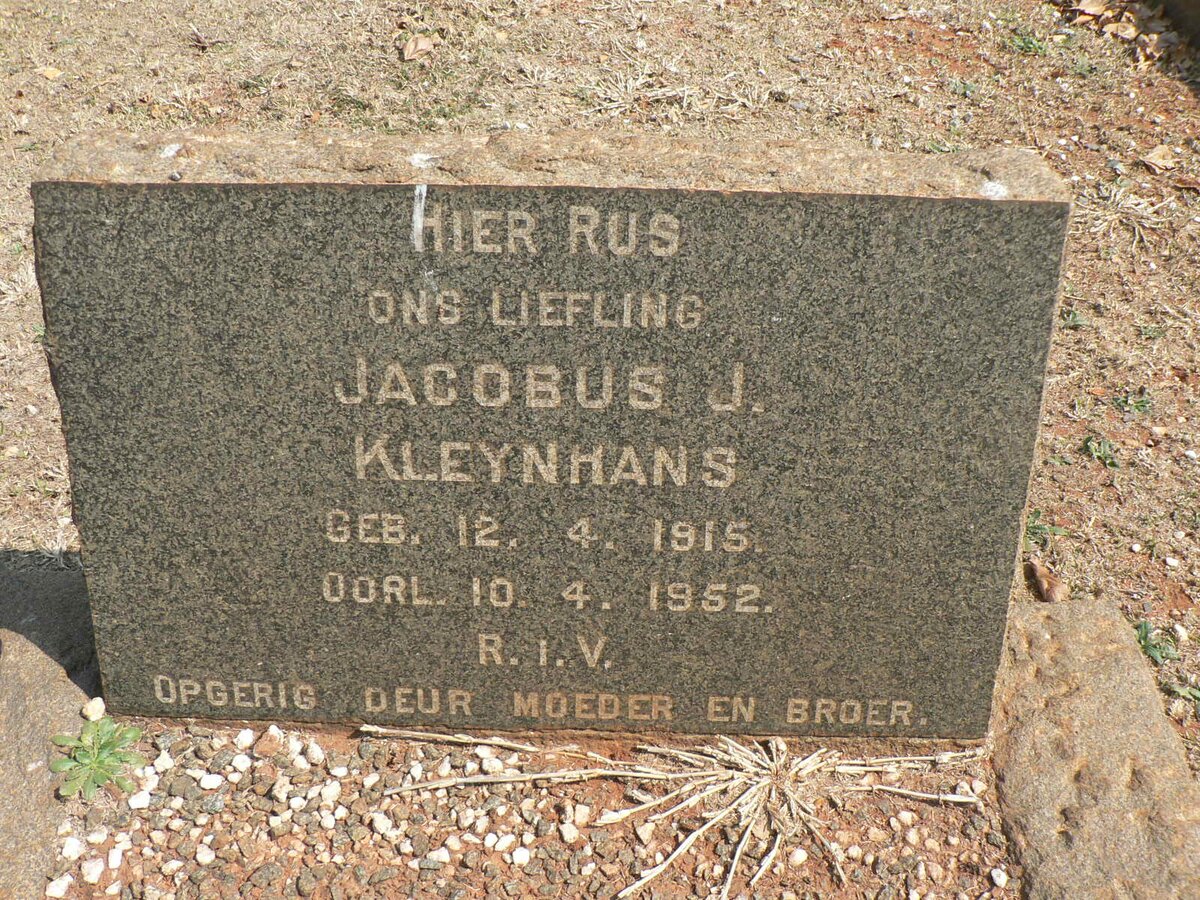 HIER RUS
ONS LIEFLING
JACOBUS J.
KLEYNHANS
GEB. 12. 4. 1915.
OORL. 10. 4. 1952.
R. i. V.
OPGERIG DEUR MOEDER EN BROER.